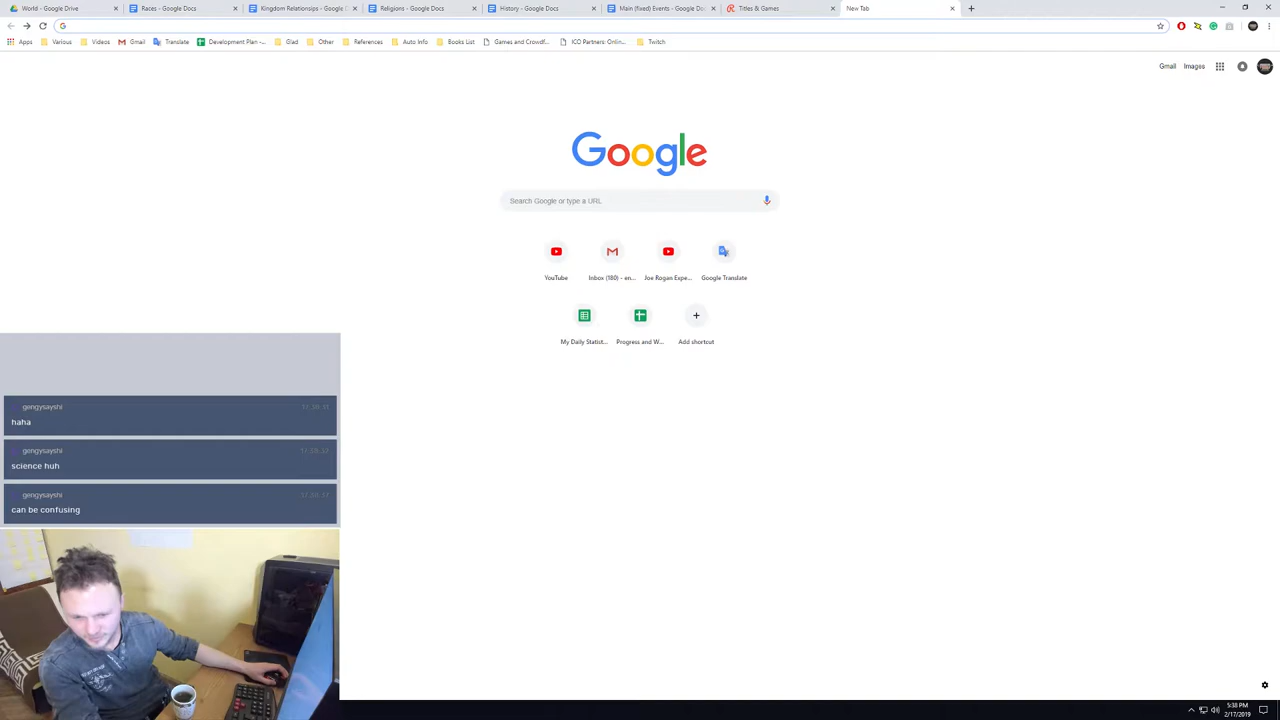 World - Google Drive
Races - Google Docs
Kingdom Relationships - Google
Religions - Google Docs
History - Google Docs
Main (fixed) Events - Google Do
Titles & Games
New Tab
Apps
Various
Videos
Gmail
Translate
Development Plan -...
Glad
Other
References
Auto Info
Books List
Games and Crowdf...
ICO Partners: Onlin...
Twitch
Gmail
Images
Google
Search Google or type a URL
YouTube
Inbox (180) - en...
Joe Rogan Expe...
Google Translate
My Daily Statist...
Progress and W...
Add shortcut
gengysayshi
haha
gengysayshi
science huh
gengysayshi
can be confusing
5:38 PM
2/17/2019